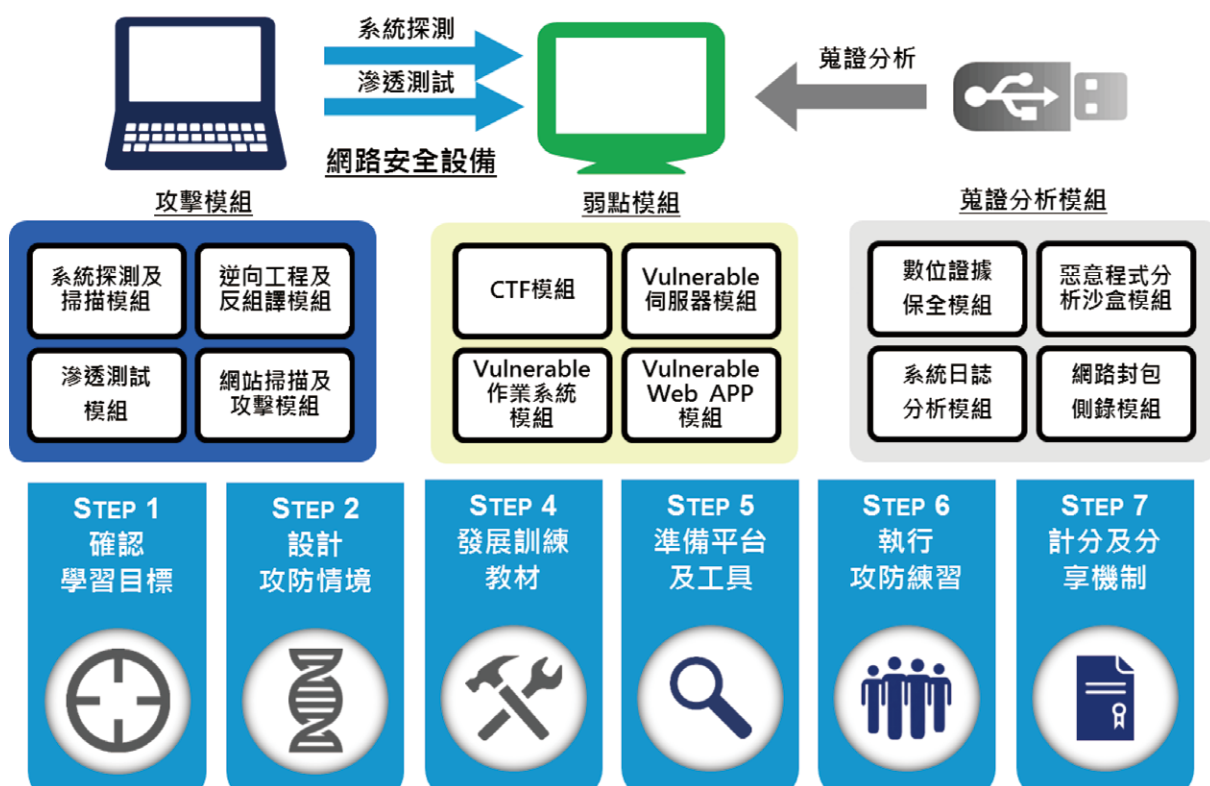 系統探測
滲透測試
網路安全設備
蒐證分析
攻擊模組
系統探測及
掃描模組
逆向工程及
反組譯模組
滲透測試
模組
網站掃描及
攻擊模組
弱點模組
CTF模組
Vulnerable
伺服器模組
Vulnerable
作業系統
模組
Vulnerable
Web APP
模組
蒐證分析模組
數位證據
保全模組
惡意程式分
析沙盒模組
系統日誌
分析模組
網路封包
側錄模組
STEP 1
確認
學習目標
STEP 2
設計
攻防情境
STEP 4
發展訓練
教材
STEP 5
準備平台
及工具
STEP 6
執行
攻防練習
STEP 7
計分及分
享機制